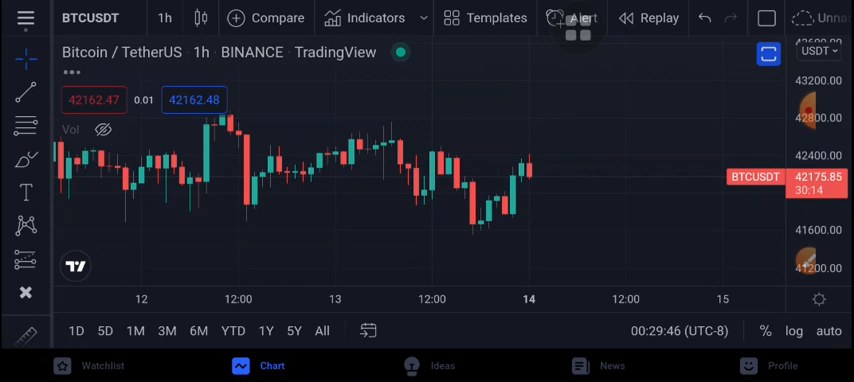 BTCUSDT 1h Compare Indicators Templates Alert Replay Unna
Bitcoin / TetherUS · 1h · BINANCE · TradingView
USDT
43200.00
42162.47 0.01 42162.48
42800.00
Vol
42400.00
BTCUSDT 42175.85
30:14
41600.00
41200.00
12 12:00 13 12:00 14 12:00 15
1D 5D 1M 3M 6M YTD 1Y 5Y All 00:29:46 (UTC-8) % log auto
Watchlist Chart Ideas News Profile